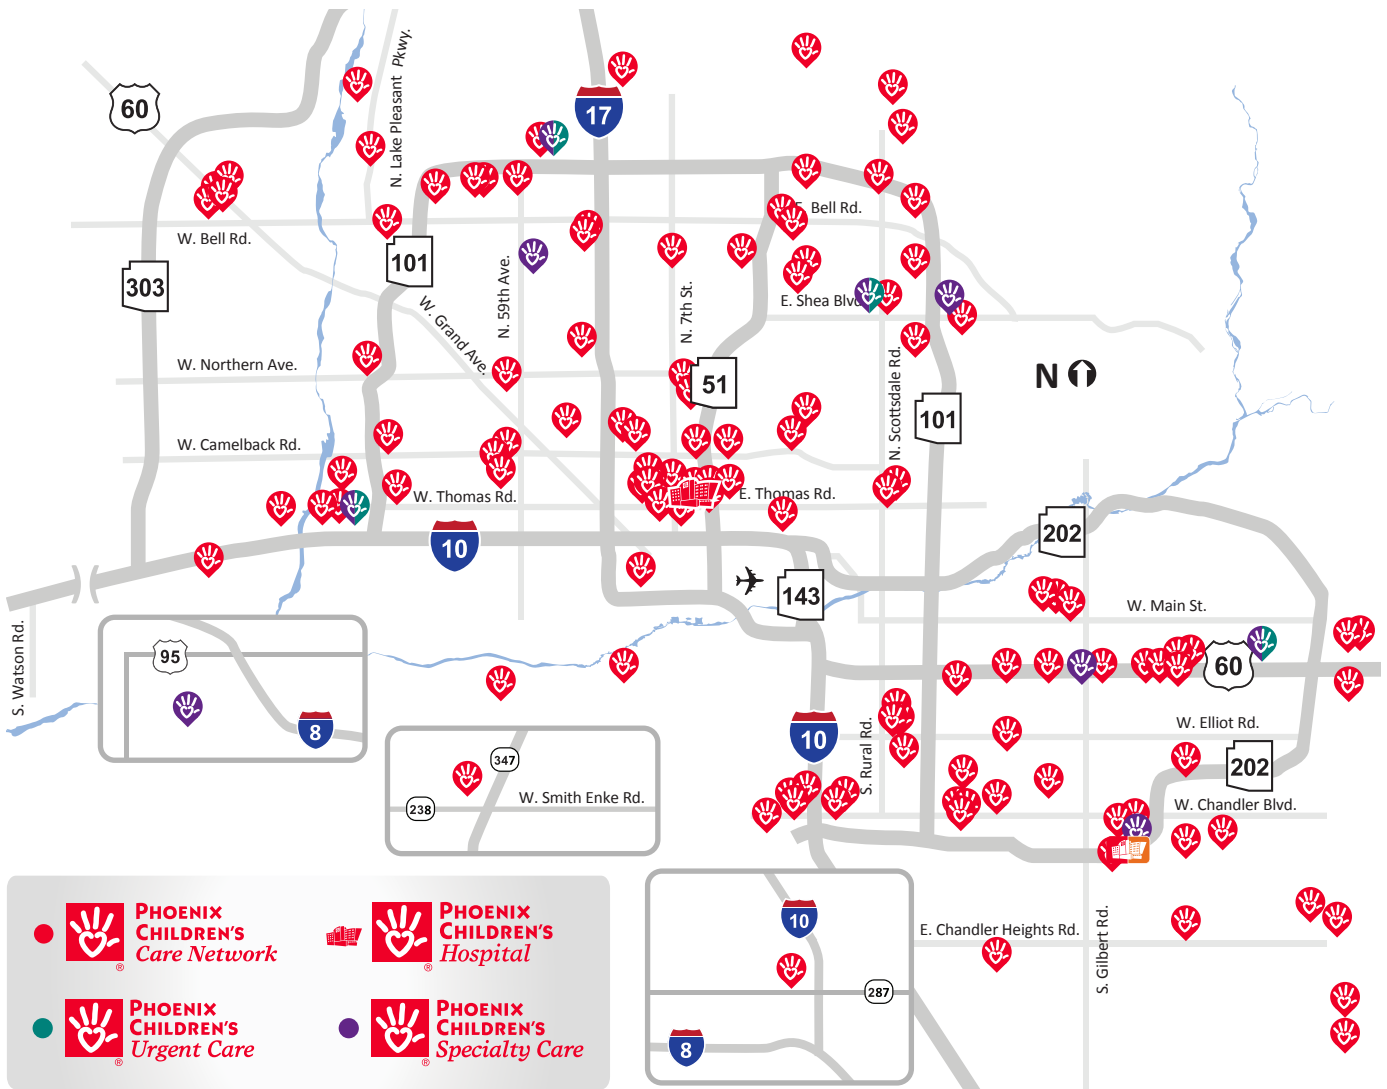 60
17
N. Lake Pleasant Pkwy.
W. Bell Rd.
E. Bell Rd.
101
303
N. 59th Ave.
N. 7th St.
E. Shea Blvd
W. Grand Ave.
W. Northern Ave.
51
N. Scottsdale Rd.
N
101
W. Camelback Rd.
W. Thomas Rd.
E. Thomas Rd.
10
202
143
W. Main St.
S. Watson Rd.
95
8
60
W. Elliot Rd.
10
S. Rural Rd.
347
238
W. Smith Enke Rd.
202
W. Chandler Blvd.
S. Gilbert Rd.
E. Chandler Heights Rd.
10
287
8
PHOENIX
CHILDREN'S
Care Network
®
PHOENIX
CHILDREN'S
Hospital
®
PHOENIX
CHILDREN'S
Urgent Care
®
PHOENIX
CHILDREN'S
Specialty Care
®